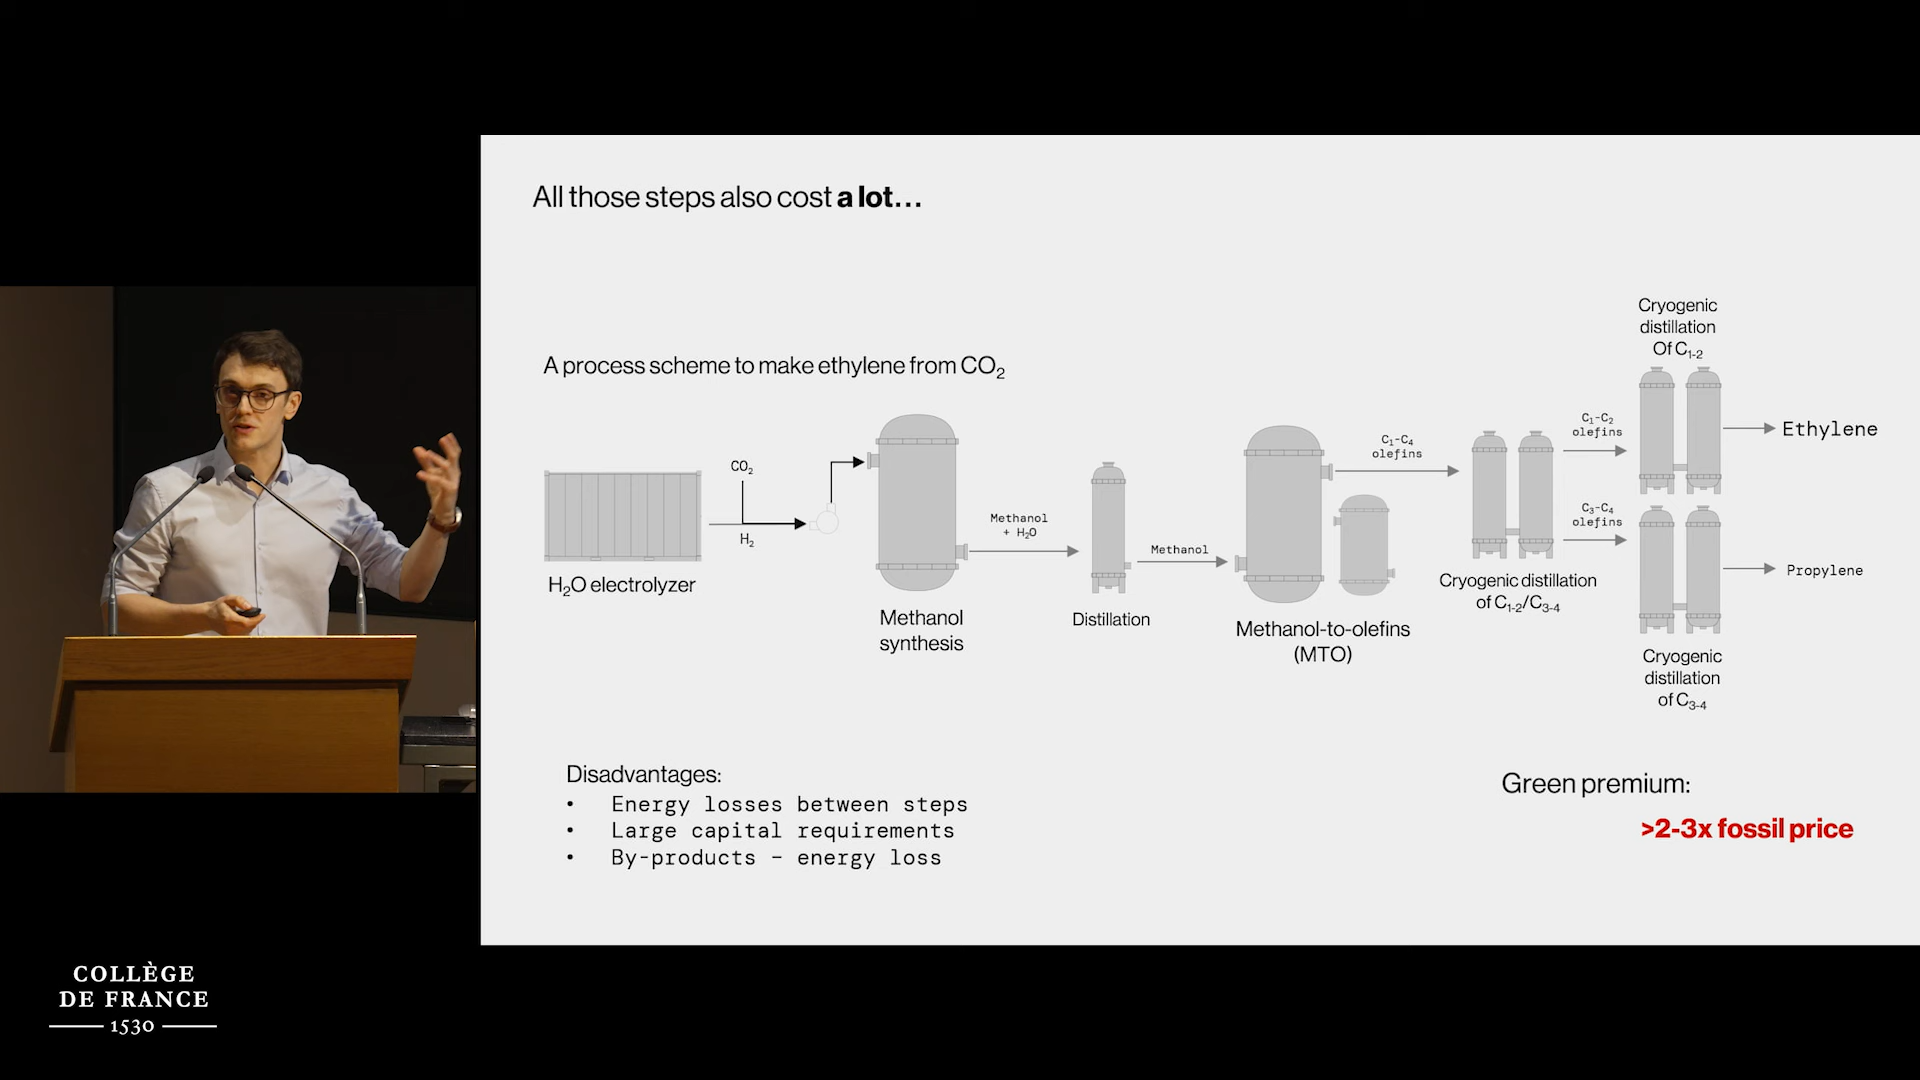 All those steps also cost a lot...
A process scheme to make ethylene from CO₂
H₂O electrolyzer
CO₂
H₂
Methanol
synthesis
Methanol
+ H₂O
Distillation
Methanol
Methanol-to-olefins
(MTO)
C₁-C₄
olefins
Cryogenic distillation
of C₁₋₂/C₃₋₄
C₁-C₂
olefins
C₃-C₄
olefins
Cryogenic
distillation
Of C₁₋₂
Ethylene
Propylene
Cryogenic
distillation
of C₃₋₄
Disadvantages:
• Energy losses between steps
• Large capital requirements
• By-products – energy loss
Green premium:
>2-3x fossil price
COLLÈGE
DE FRANCE
1530